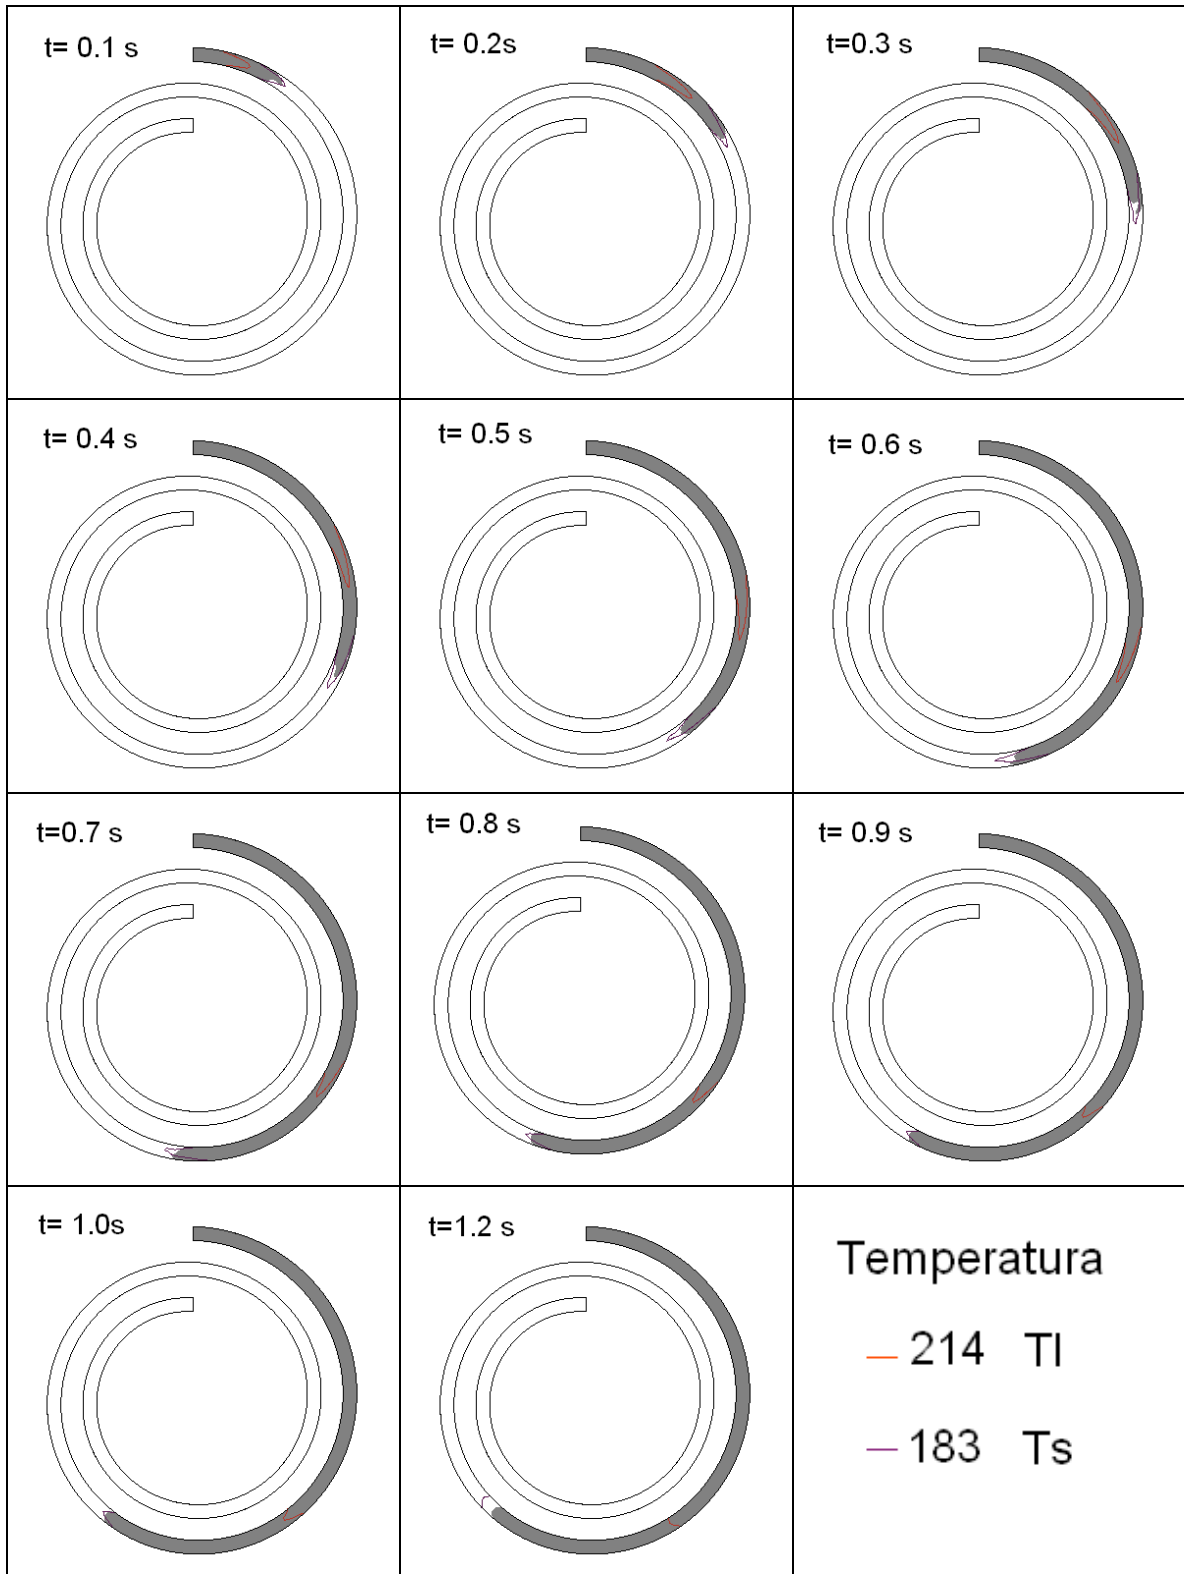 t= 0.1 s
t= 0.2s
t=0.3 s
t= 0.4 s
t= 0.5 s
t= 0.6 s
t=0.7 s
t= 0.8 s
t= 0.9 s
t= 1.0s
t=1.2 s
Temperatura
214 Tl
183 Ts